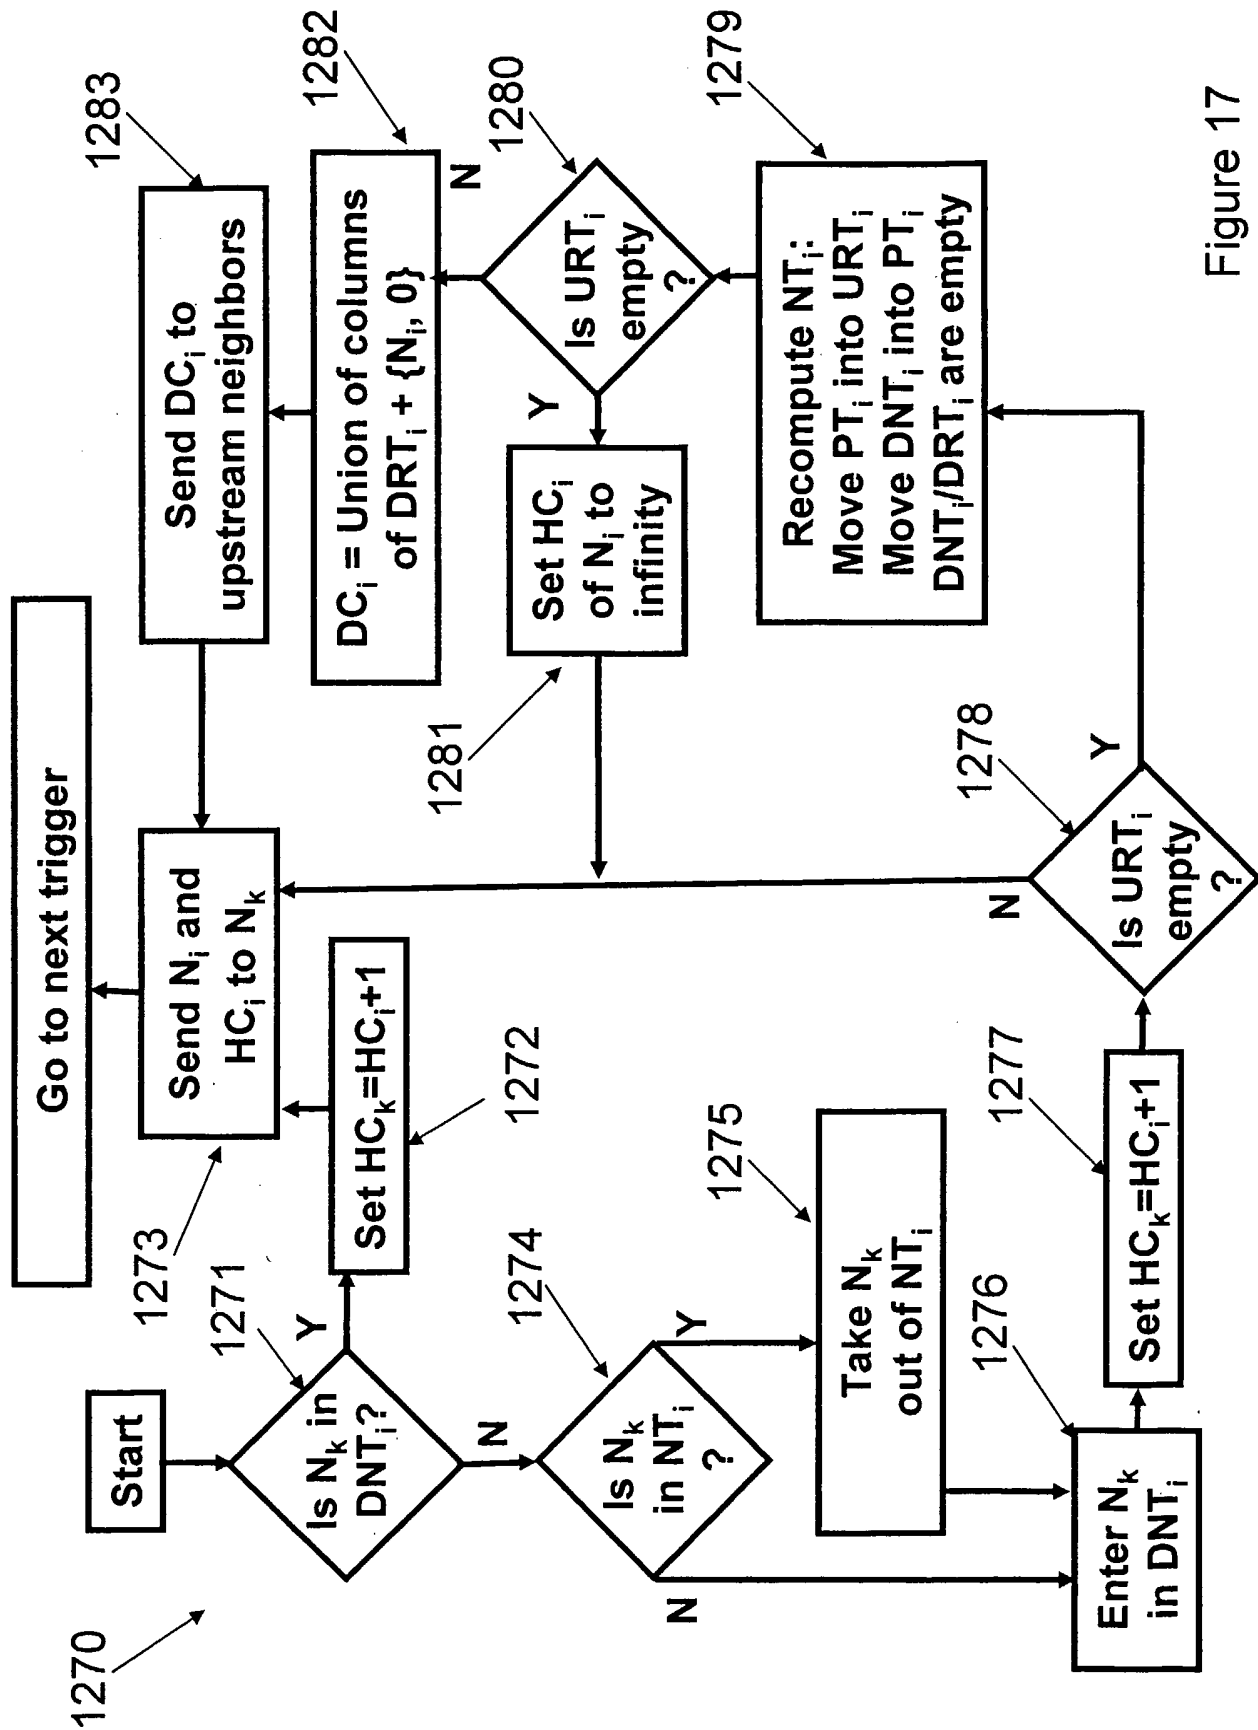 1270
Start
1271
Is N_k in
DNT_i?
Y
N
Set HC_k=HC_i+1
1272
1273
Send N_i and
HC_i to N_k
Go to next trigger
1274
Is N_k
in NT_i
?
Y
N
1275
Take N_k
out of NT_i
1276
Enter N_k
in DNT_i
1277
Set HC_k=HC_i+1
1278
Is URT_i
empty
?
N
Y
1279
Recompute NT_i:
Move PT_i into URT_i
Move DNT_i into PT_i
DNT_i/DRT_i are empty
1280
Is URT_i
empty
?
Y
N
1281
Set HC_i
of N_i to
infinity
1282
DC_i = Union of columns
of DRT_i + {N_i, 0}
1283
Send DC_i to
upstream neighbors
Figure 17